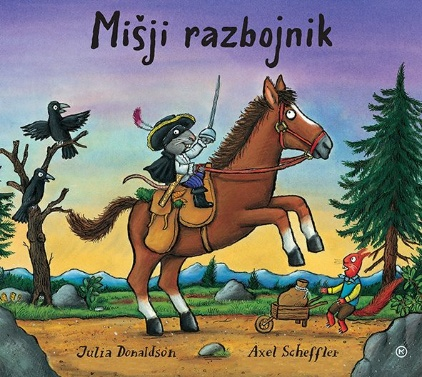 Mišji razbojnik
Julia Donaldson Axel Scheffler